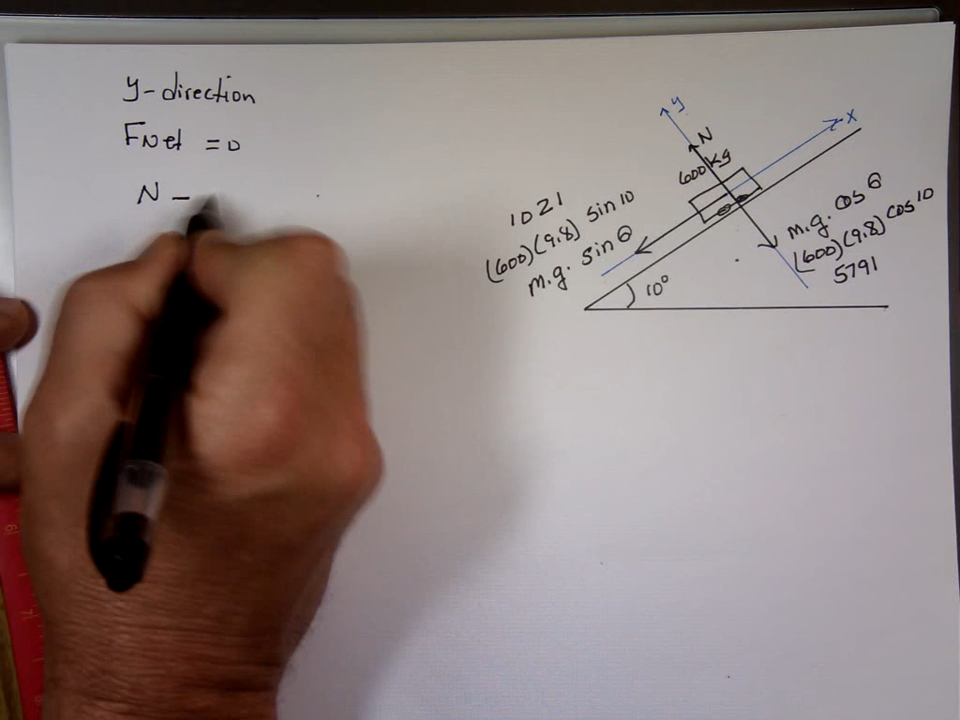 y-direction
FNet = 0
N -
y
N
x
600 kg
1021
(600)(9.8) sin 10
m.g. sin θ
m.g. cos θ
(600)(9.8) cos 10
5791
10°